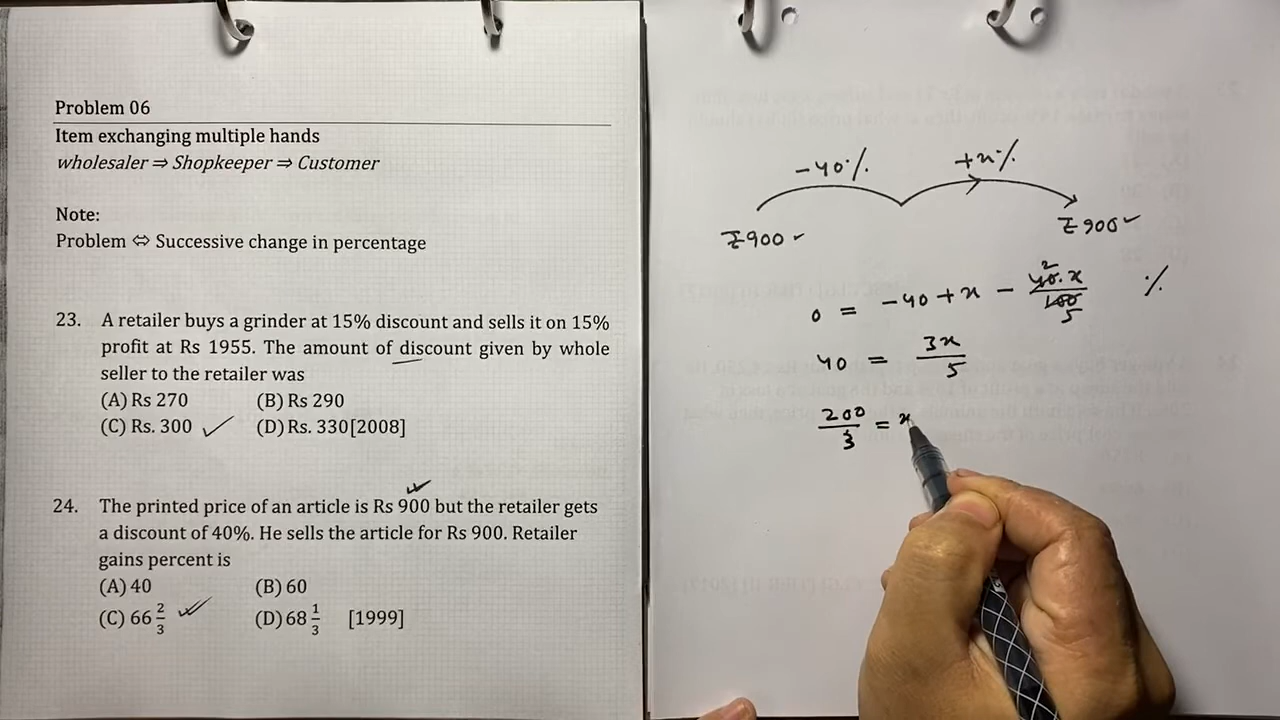 Problem 06
Item exchanging multiple hands
wholesaler ⇒ Shopkeeper ⇒ Customer
Note:
Problem ⇔ Successive change in percentage
23. A retailer buys a grinder at 15% discount and sells it on 15%
profit at Rs 1955. The amount of discount given by whole
seller to the retailer was
(A) Rs 270 (B) Rs 290
(C) Rs. 300 (D) Rs. 330[2008]
24. The printed price of an article is Rs 900 but the retailer gets
a discount of 40%. He sells the article for Rs 900. Retailer
gains percent is
(A) 40 (B) 60
(C) 66 2/3 (D) 68 1/3 [1999]
-40% +x%
₹900 ₹900
0 = -40 + x - 40.x/100 %
2 5
40 = 3x/5
200/3 = x